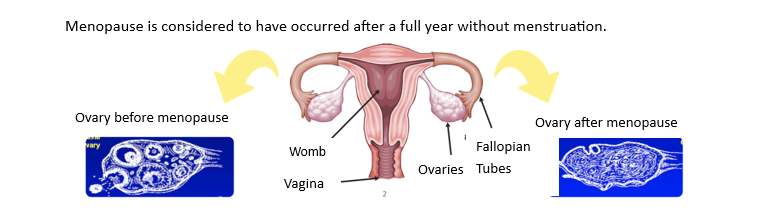 Menopause is considered to have occurred after a full year without menstruation.
Ovary before menopause
Ovary after menopause
vary
Womb
Fallopian
Ovaries Tubes
Vagina
2